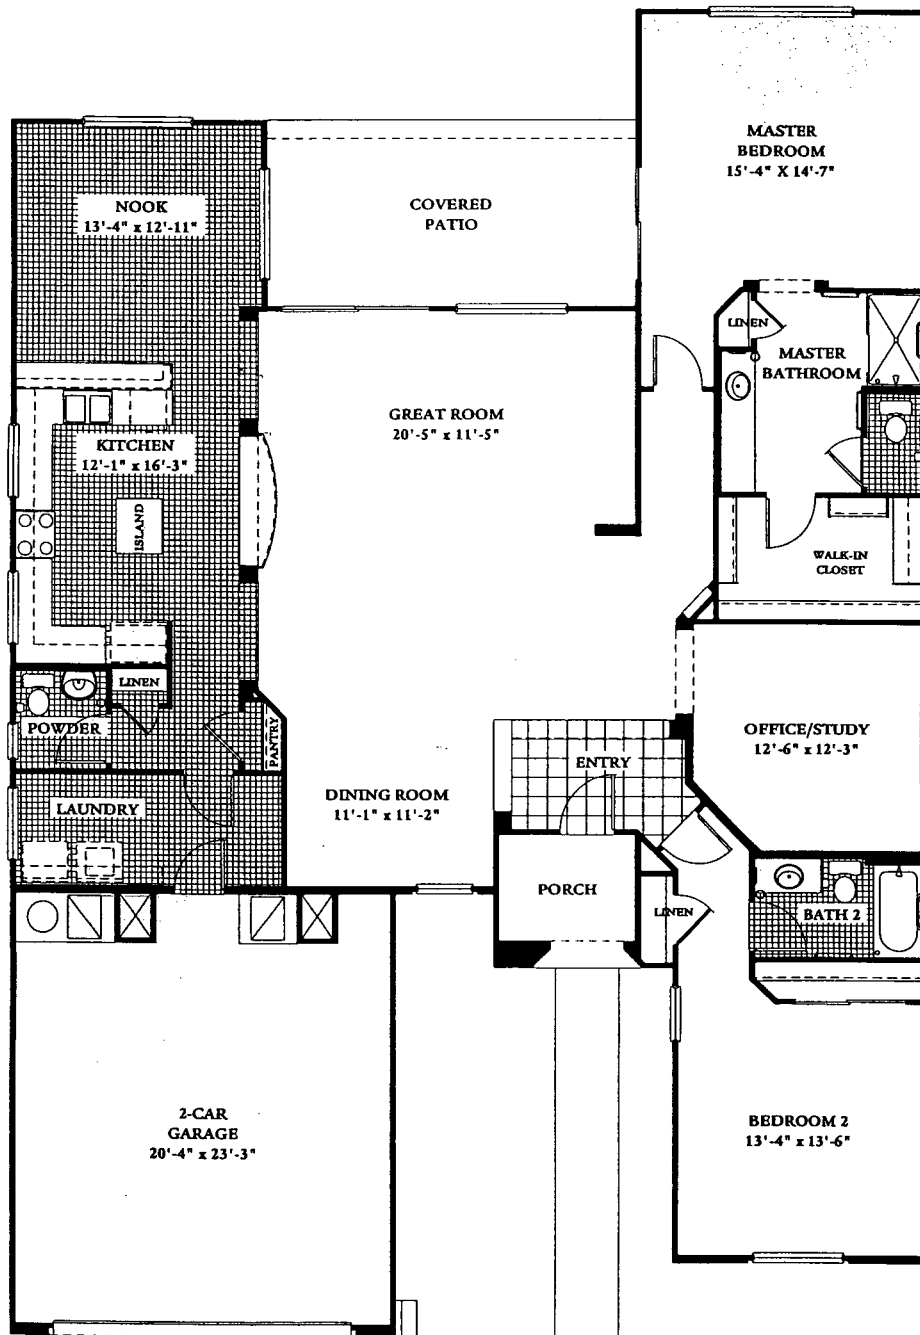 MASTER
BEDROOM
15'-4" X 14'-7"
NOOK
13'-4" x 12'-11"
COVERED
PATIO
LINEN
MASTER
BATHROOM
GREAT ROOM
20'-5" x 11'-5"
KITCHEN
12'-1" x 16'-3"
ISLAND
WALK-IN
CLOSET
LINEN
POWDER
PANTRY
OFFICE/STUDY
12'-6" x 12'-3"
ENTRY
LAUNDRY
DINING ROOM
11'-1" x 11'-2"
PORCH
LINEN
BATH 2
2-CAR
GARAGE
20'-4" x 23'-3"
BEDROOM 2
13'-4" x 13'-6"